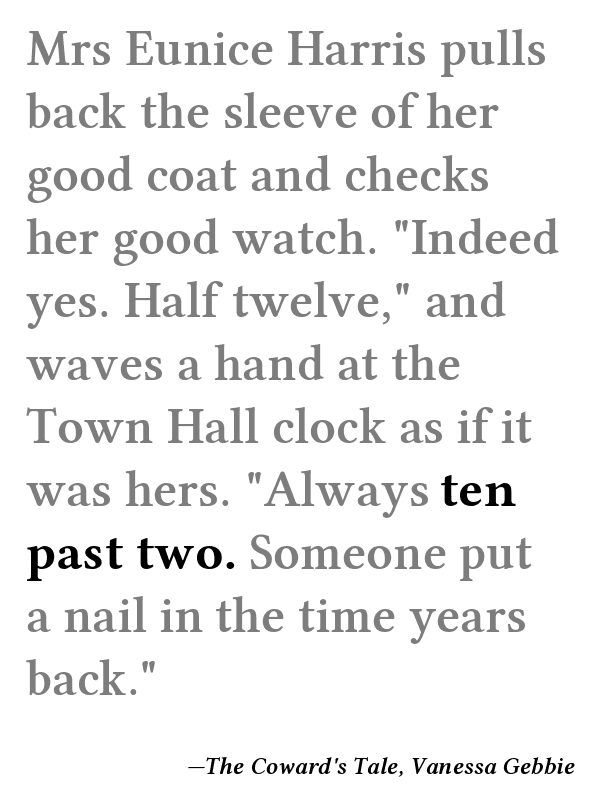 Mrs Eunice Harris pulls
back the sleeve of her
good coat and checks
her good watch. "Indeed
yes. Half twelve," and
waves a hand at the
Town Hall clock as if it
was hers. "Always ten
past two. Someone put
a nail in the time years
back."
—The Coward's Tale, Vanessa Gebbie